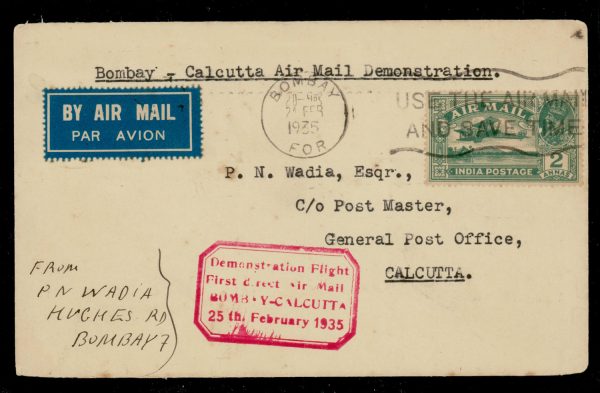 Bombay - Calcutta Air Mail Demonstration.
BY AIR MAIL
PAR AVION
BOMBAY
FEB
1935
FOR
USE THE AIR MAIL
AND SAVE TIME
AIR MAIL
INDIA POSTAGE
2
ANNAS
P. N. Wadia, Esqr.,
C/o Post Master,
General Post Office,
CALCUTTA.
Demonstration Flight
First direct Air Mail
BOMBAY-CALCUTTA
25 th. February 1935
FROM
P N WADIA
HUGHES RD
BOMBAY 7